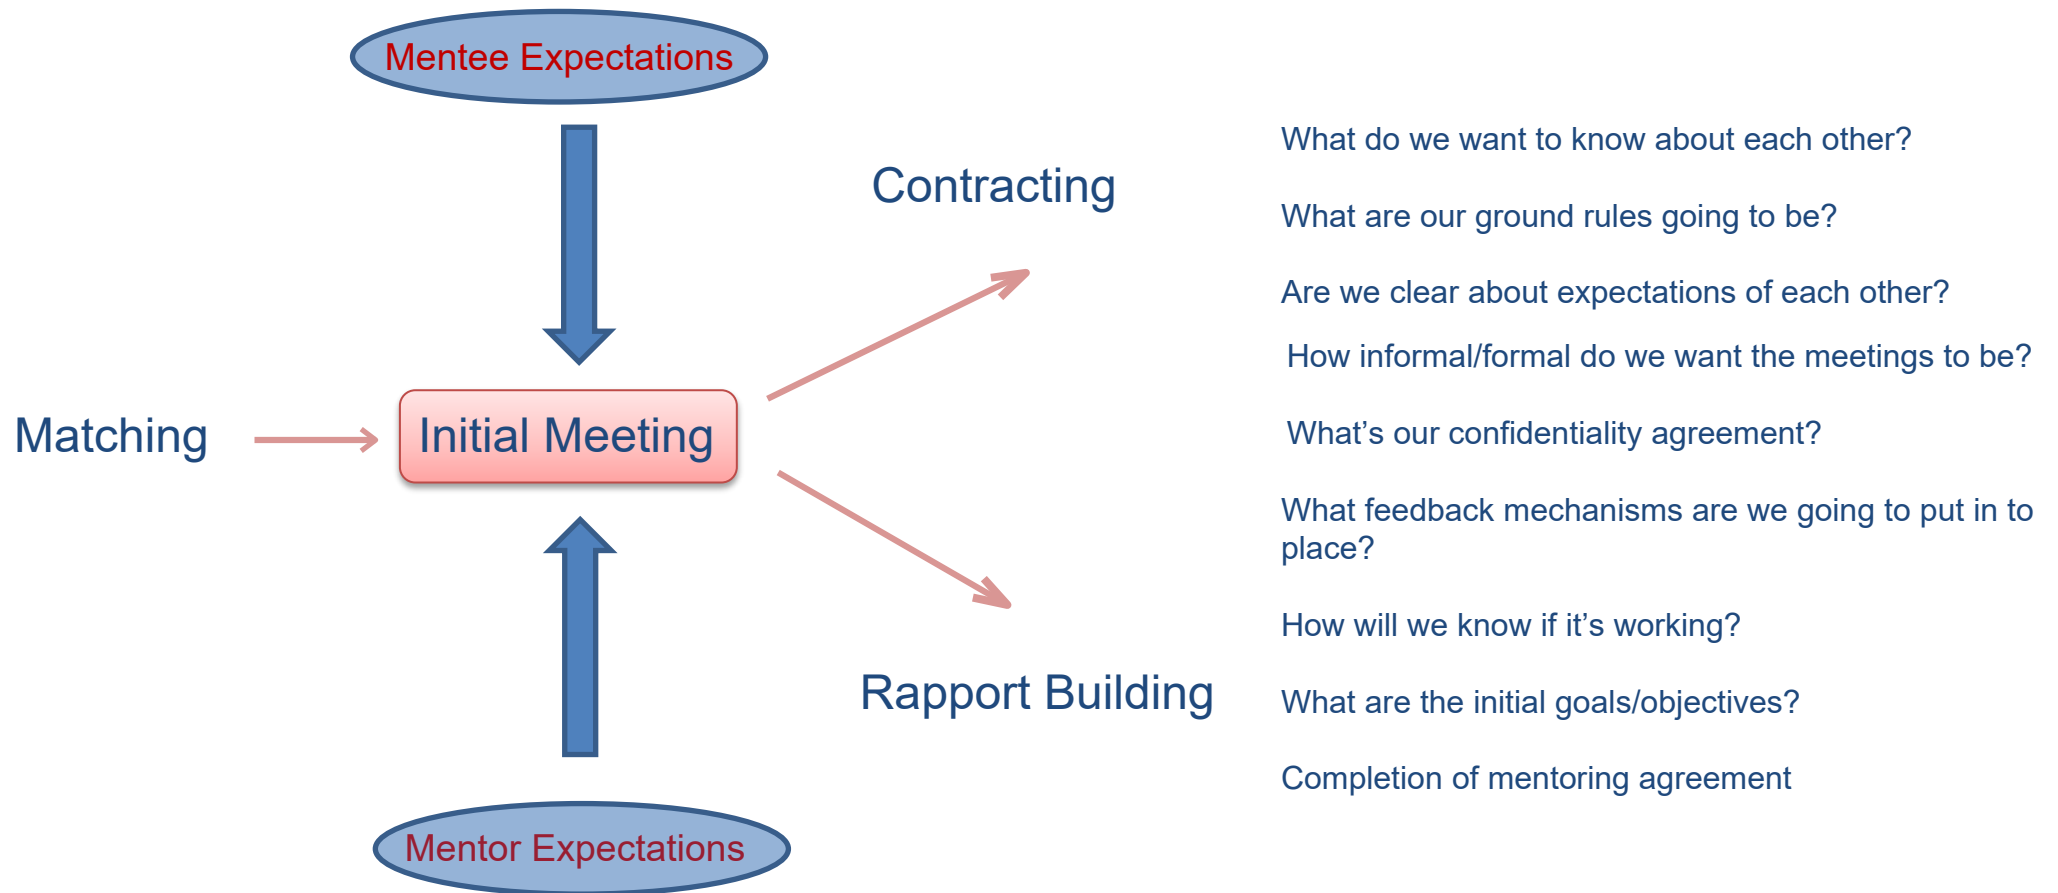 Mentee Expectations
Matching
Initial Meeting
Mentor Expectations
Contracting
Rapport Building
What do we want to know about each other?
What are our ground rules going to be?
Are we clear about expectations of each other?
How informal/formal do we want the meetings to be?
What’s our confidentiality agreement?
What feedback mechanisms are we going to put in to
place?
How will we know if it’s working?
What are the initial goals/objectives?
Completion of mentoring agreement